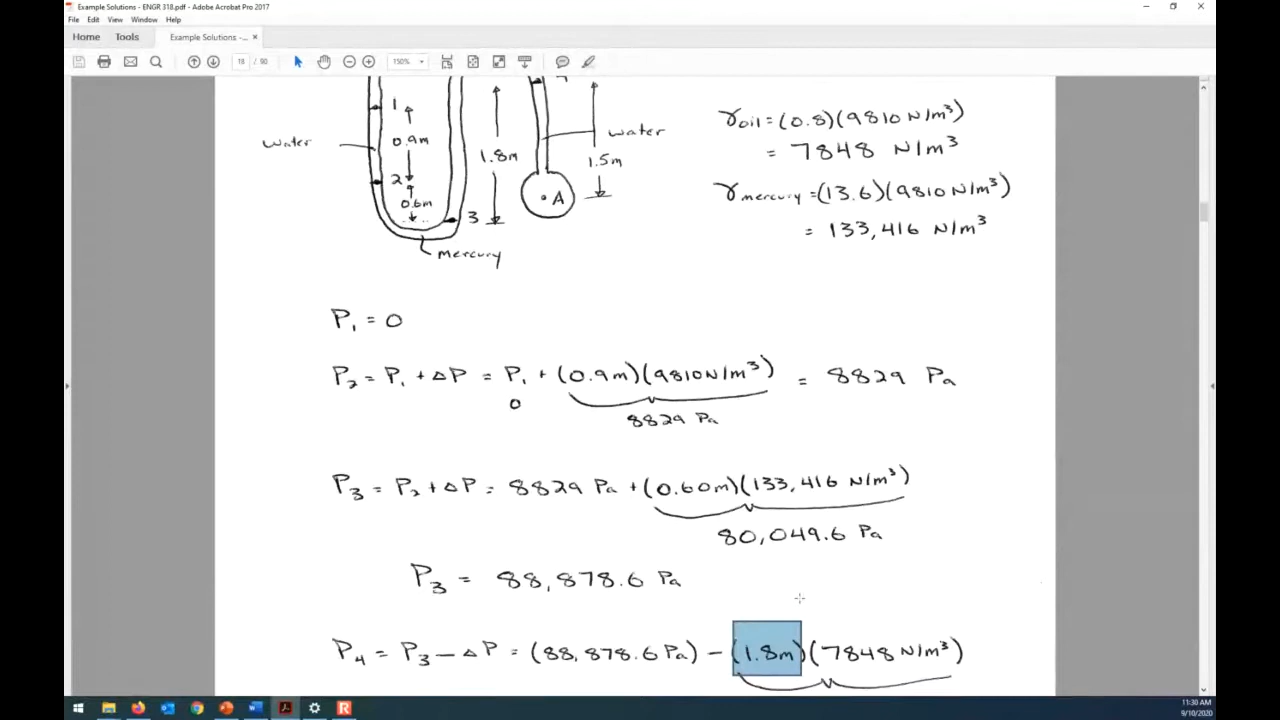 Example Solutions - ENGR 318.pdf - Adobe Acrobat Pro 2017
File Edit View Window Help
Home Tools Example Solutions -... ×
18 / 90 150%
1
water
0.9m
2
0.6m
3
mercury
1.8m
water
1.5m
A
γoil = (0.8)(9810 N/m³)
= 7848 N/m³
γmercury = (13.6)(9810 N/m³)
= 133,416 N/m³
P₁ = 0
P₂ = P₁ + ΔP = P₁ + (0.9m)(9810 N/m³) = 8829 Pa
0
8829 Pa
P₃ = P₂ + ΔP = 8829 Pa + (0.60m)(133,416 N/m³)
80,049.6 Pa
P₃ = 88,878.6 Pa
P₄ = P₃ - ΔP = (88,878.6 Pa) - (1.8m)(7848 N/m³)
11:30 AM
9/10/2020